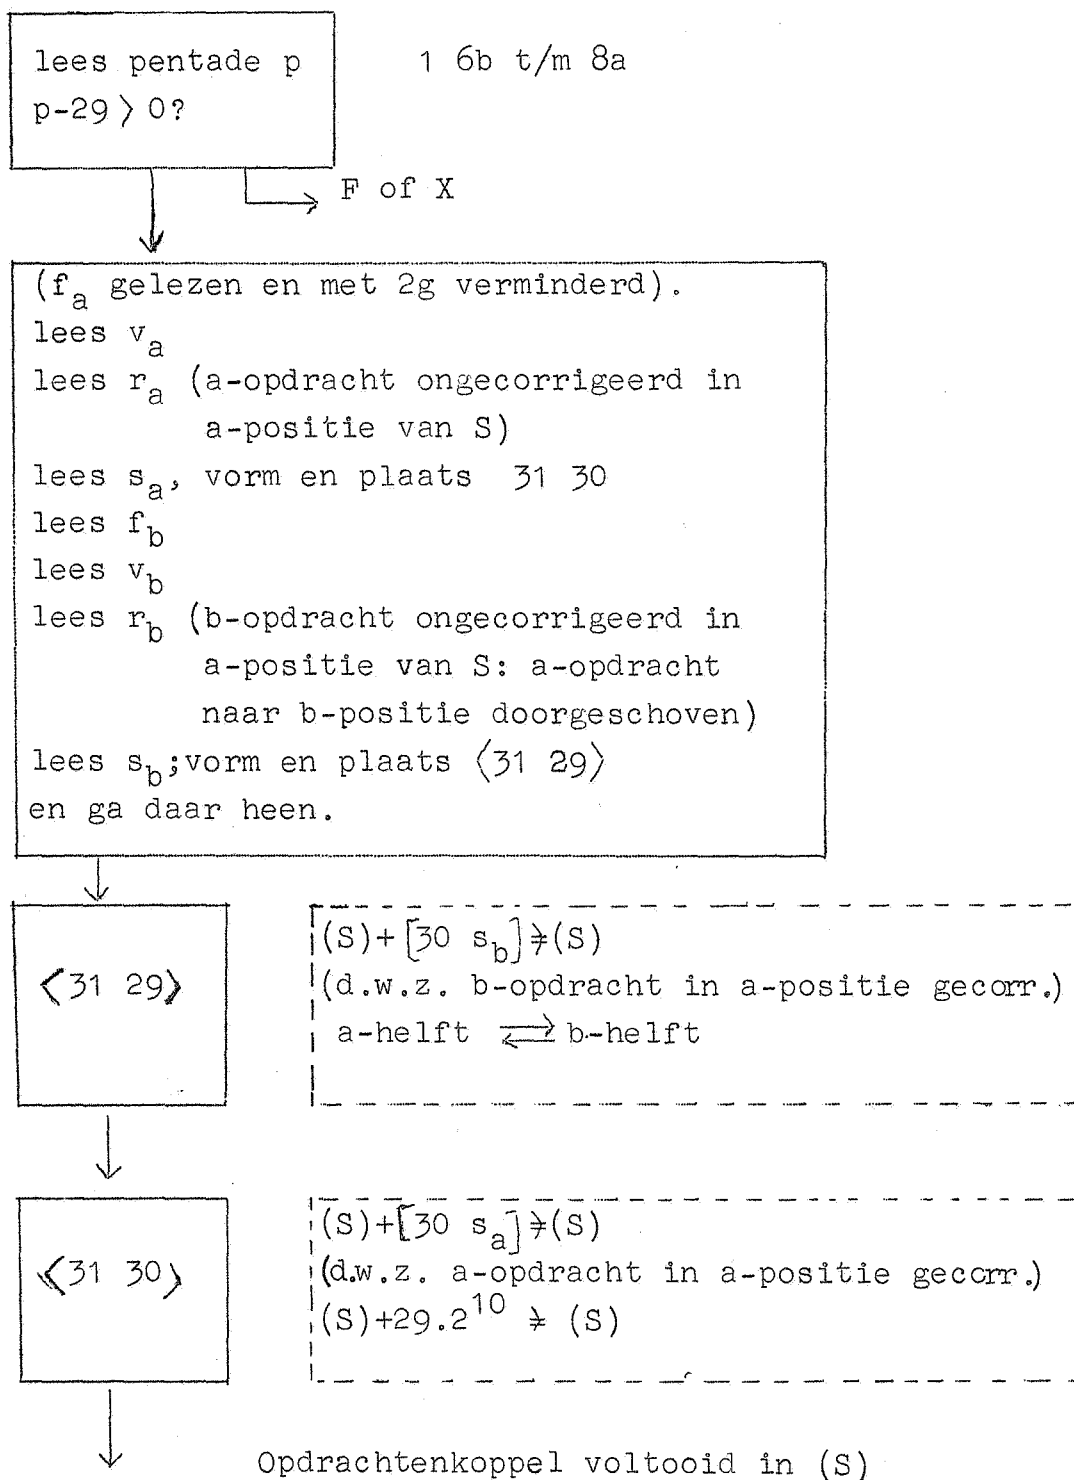 lees pentade p    1 6b t/m 8a
p-29 > 0?
F of X
(f_a gelezen en met 2g verminderd).
lees v_a
lees r_a (a-opdracht ongecorrigeerd in
a-positie van S)
lees s_a, vorm en plaats 31 30
lees f_b
lees v_b
lees r_b (b-opdracht ongecorrigeerd in
a-positie van S: a-opdracht
naar b-positie doorgeschoven)
lees s_b;vorm en plaats <31 29>
en ga daar heen.
<31 29>
(S)+[30 s_b]≯(S)
(d.w.z. b-opdracht in a-positie gecorr.)
a-helft ⇄ b-helft
<31 30>
(S)+[30 s_a]≯(S)
(d.w.z. a-opdracht in a-positie gecorr.)
(S)+29.2^10 ≯ (S)
Opdrachtenkoppel voltooid in (S)